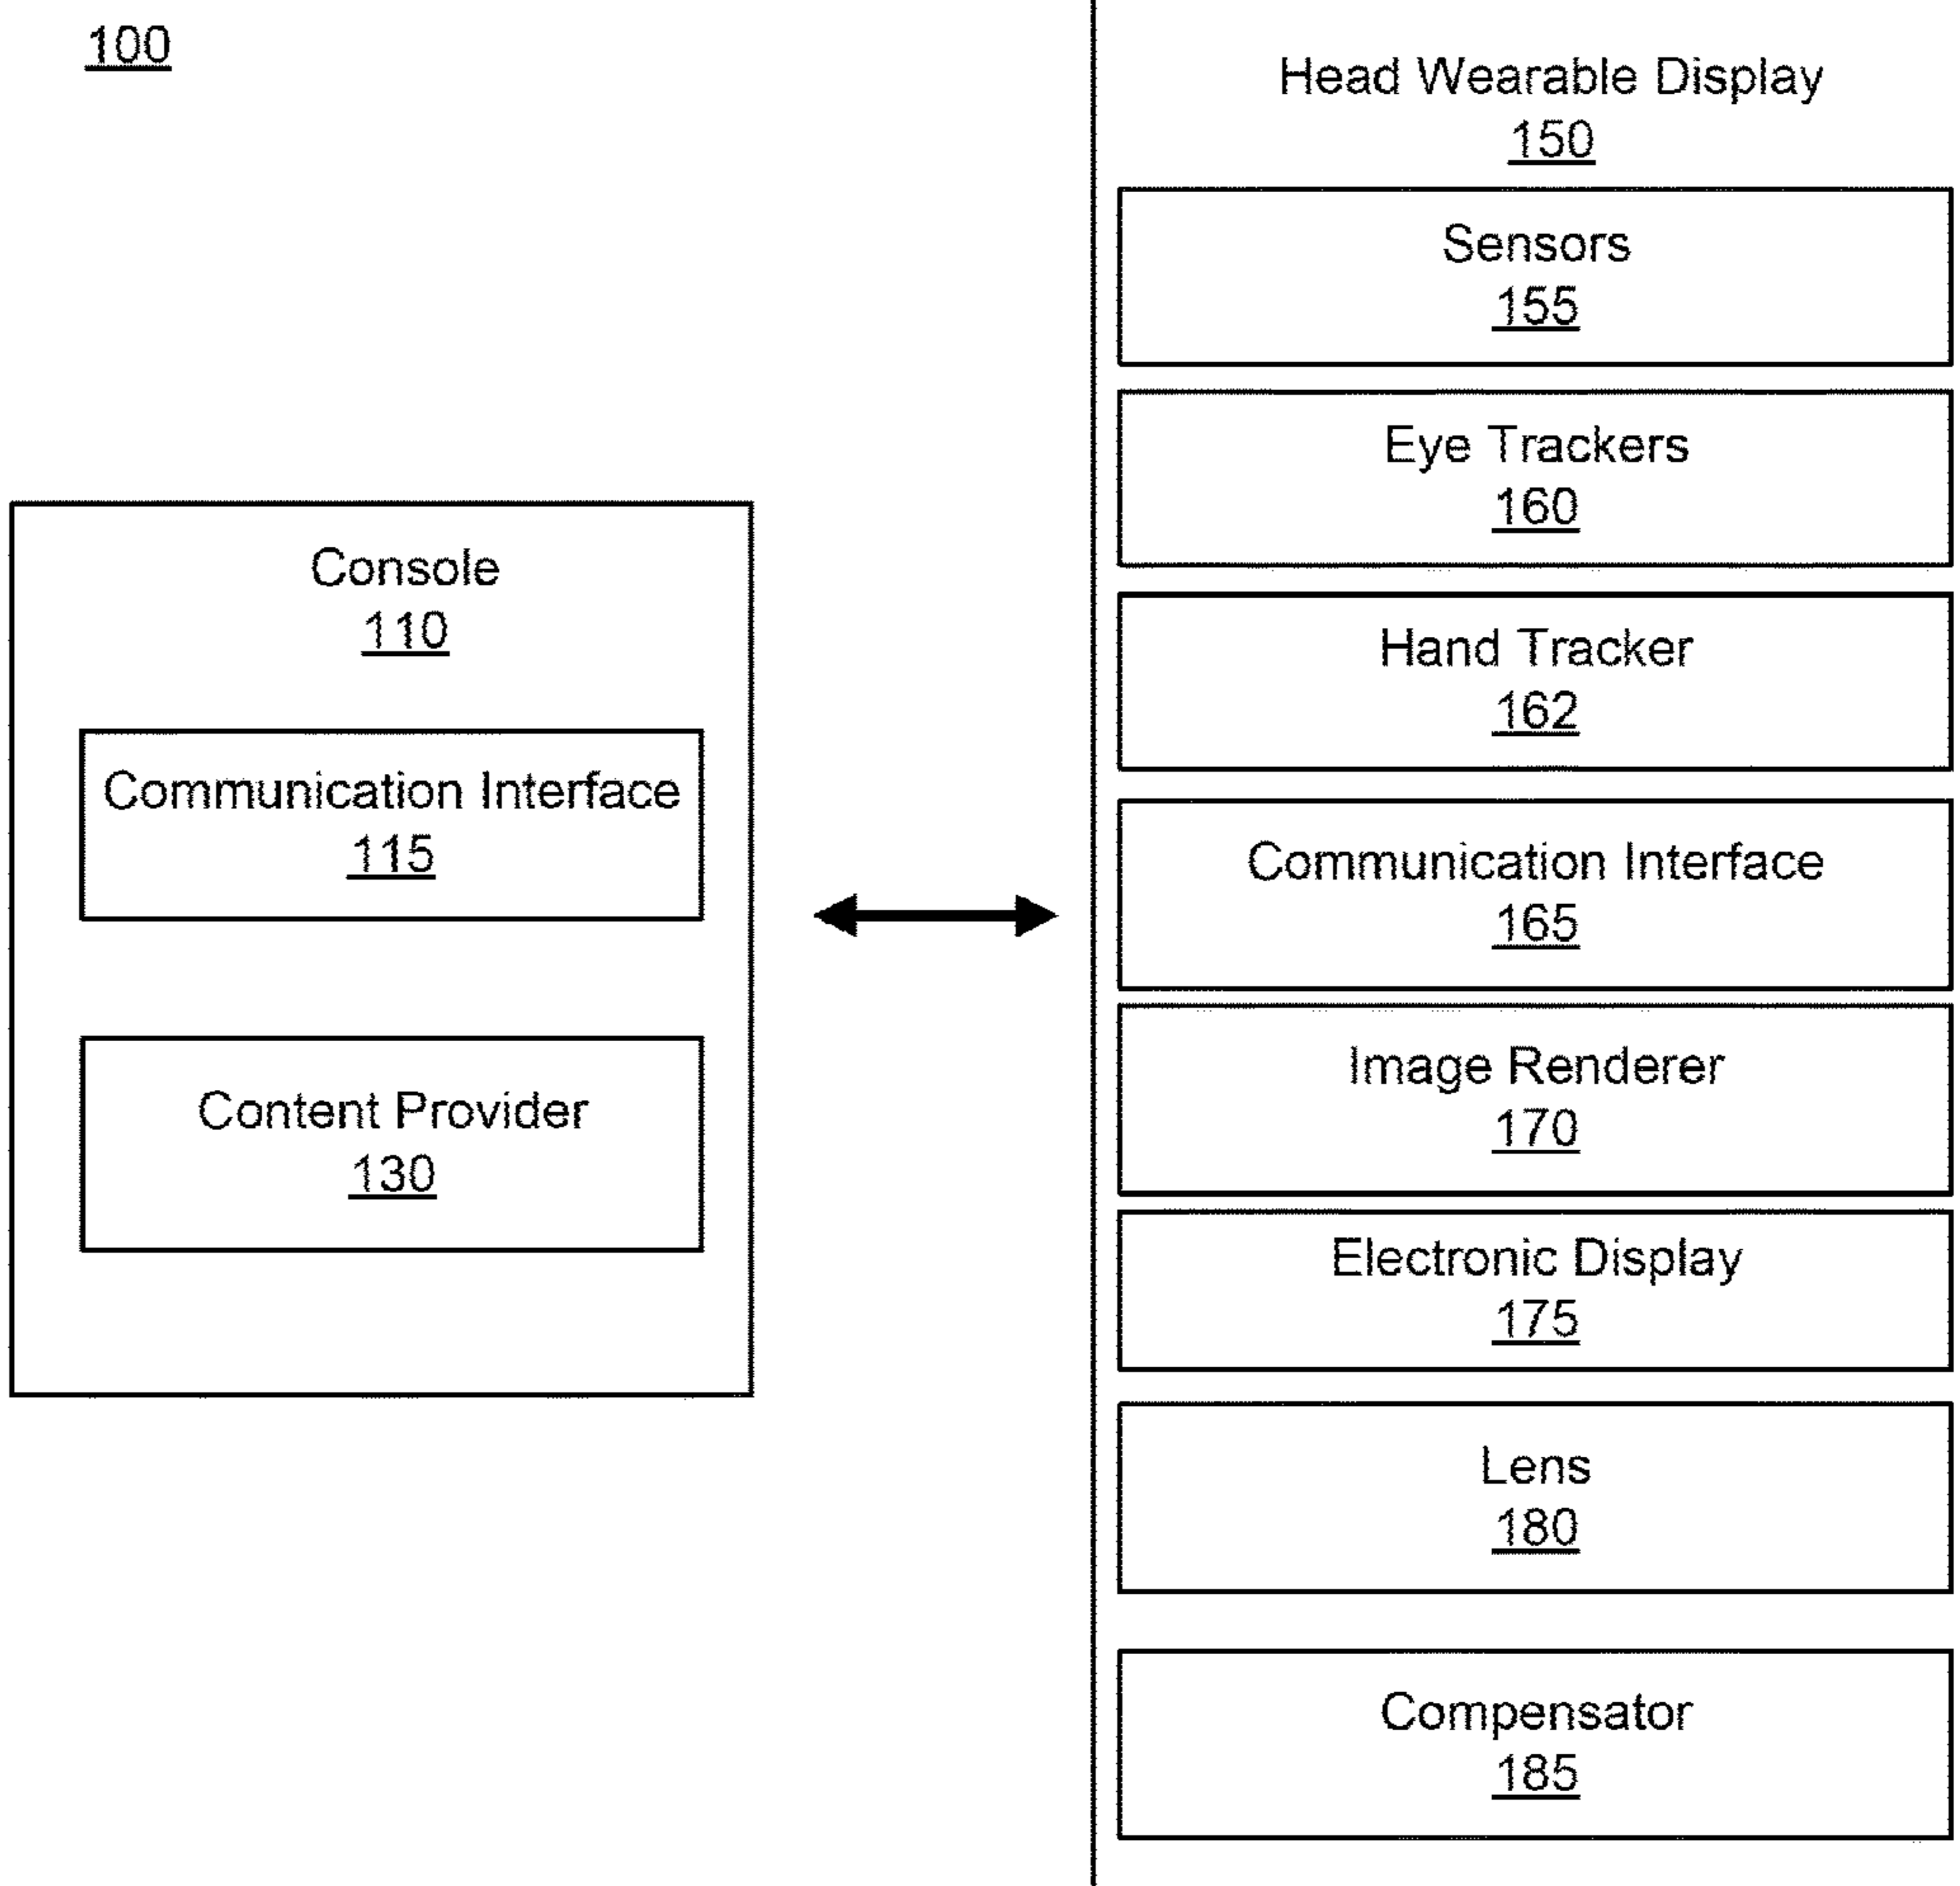 100
Console
110
Communication Interface
115
Content Provider
130
Head Wearable Display
150
Sensors
155
Eye Trackers
160
Hand Tracker
162
Communication Interface
165
Image Renderer
170
Electronic Display
175
Lens
180
Compensator
185